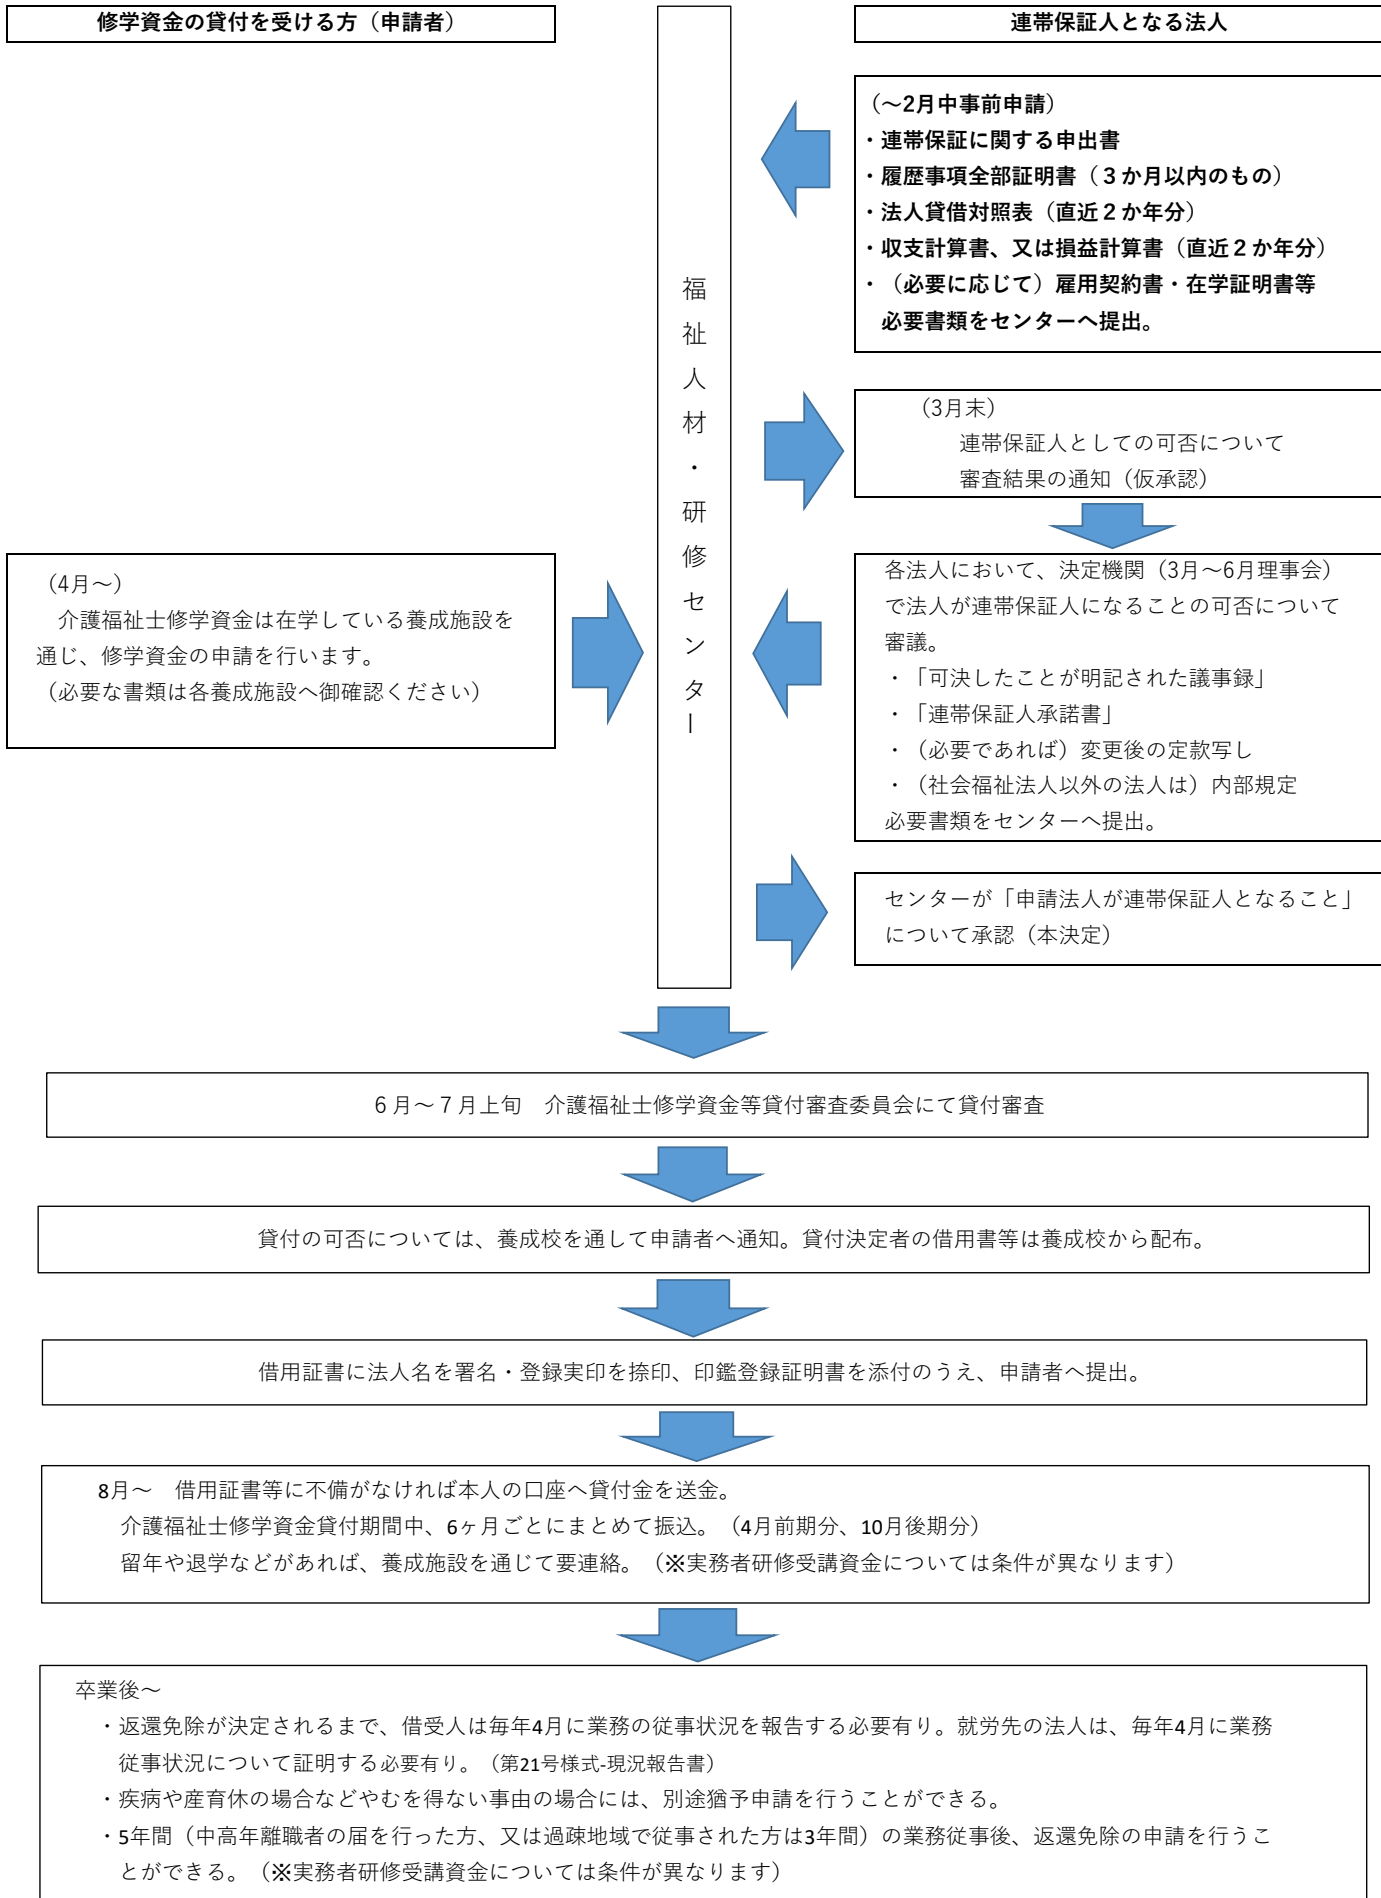 修学資金の貸付を受ける方（申請者）
連帯保証人となる法人
（～2月中事前申請）
・連帯保証に関する申出書
・履歴事項全部証明書（３か月以内のもの）
・法人貸借対照表（直近２か年分）
・収支計算書、又は損益計算書（直近２か年分）
・（必要に応じて）雇用契約書・在学証明書等
必要書類をセンターへ提出。
福祉人材・研修センター
（3月末）
連帯保証人としての可否について
審査結果の通知（仮承認）
（4月～）
介護福祉士修学資金は在学している養成施設を
通じ、修学資金の申請を行います。
（必要な書類は各養成施設へ御確認ください）
各法人において、決定機関（3月～6月理事会）
で法人が連帯保証人になることの可否について
審議。
・「可決したことが明記された議事録」
・「連帯保証人承諾書」
・（必要であれば）変更後の定款写し
・（社会福祉法人以外の法人は）内部規定
必要書類をセンターへ提出。
センターが「申請法人が連帯保証人となること」
について承認（本決定）
６月～７月上旬　介護福祉士修学資金等貸付審査委員会にて貸付審査
貸付の可否については、養成校を通して申請者へ通知。貸付決定者の借用書等は養成校から配布。
借用証書に法人名を署名・登録実印を捺印、印鑑登録証明書を添付のうえ、申請者へ提出。
8月～　借用証書等に不備がなければ本人の口座へ貸付金を送金。
介護福祉士修学資金貸付期間中、6ヶ月ごとにまとめて振込。（4月前期分、10月後期分）
留年や退学などがあれば、養成施設を通じて要連絡。（※実務者研修受講資金については条件が異なります）
卒業後～
・返還免除が決定されるまで、借受人は毎年4月に業務の従事状況を報告する必要有り。就労先の法人は、毎年4月に業務
従事状況について証明する必要有り。（第21号様式-現況報告書）
・疾病や産育休の場合などやむを得ない事由の場合には、別途猶予申請を行うことができる。
・5年間（中高年離職者の届を行った方、又は過疎地域で従事された方は3年間）の業務従事後、返還免除の申請を行うこ
とができる。（※実務者研修受講資金については条件が異なります）